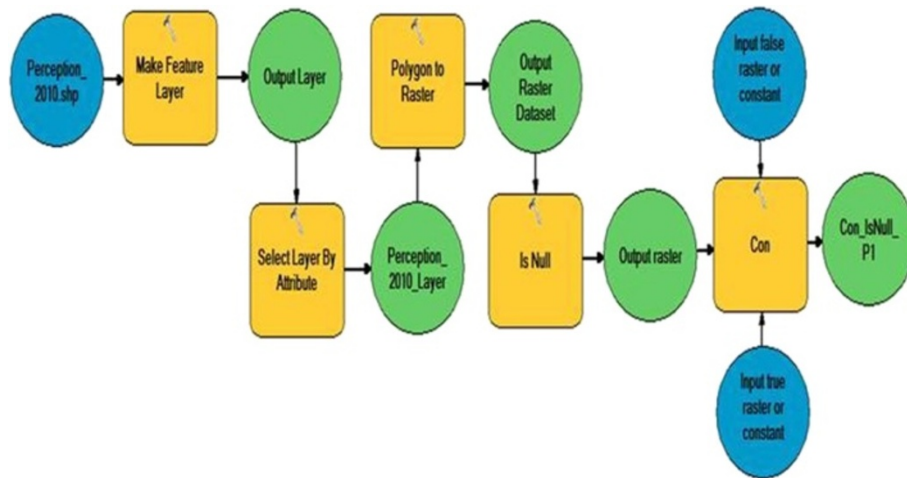 Perception_
2010.shp
Make Feature
Layer
Output Layer
Select Layer By
Attribute
Perception_
2010_Layer
Polygon to
Raster
Output
Raster
Dataset
Is Null
Output raster
Input false
raster or
constant
Con
Input true
raster or
constant
Con_IsNull_
P1